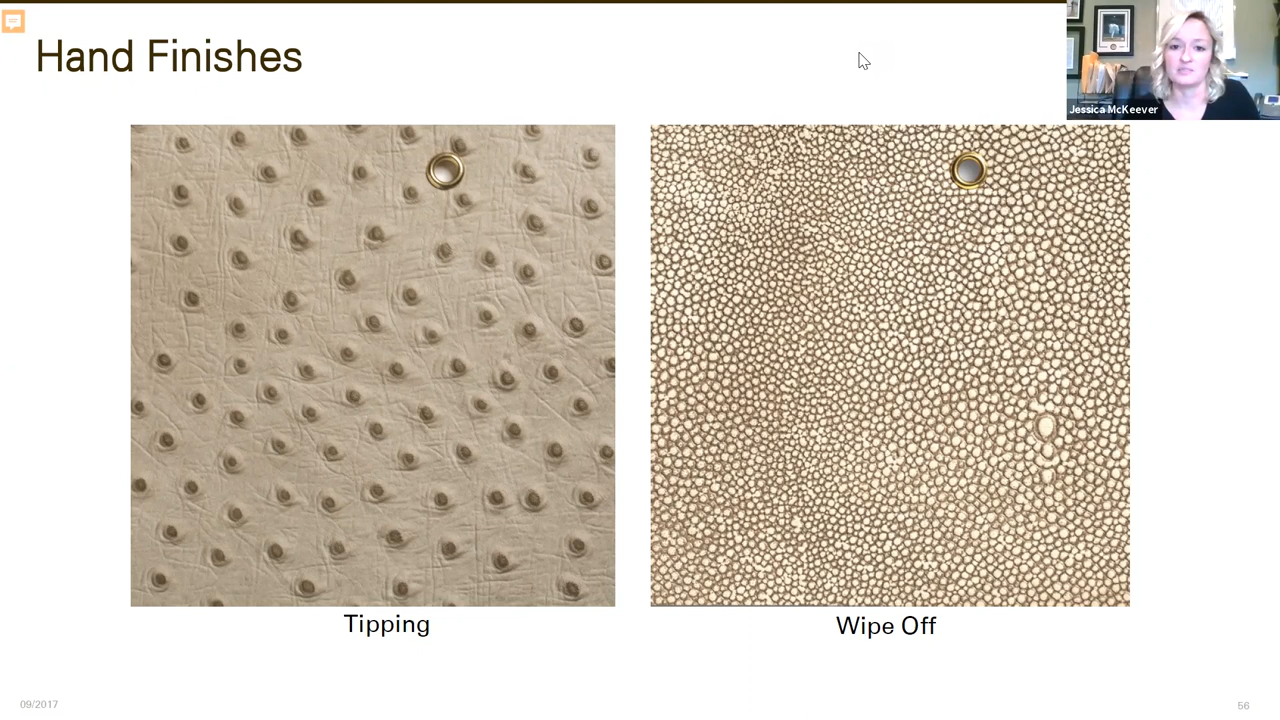 Hand Finishes
Jessica McKeever
Tipping
Wipe Off
09/2017
56